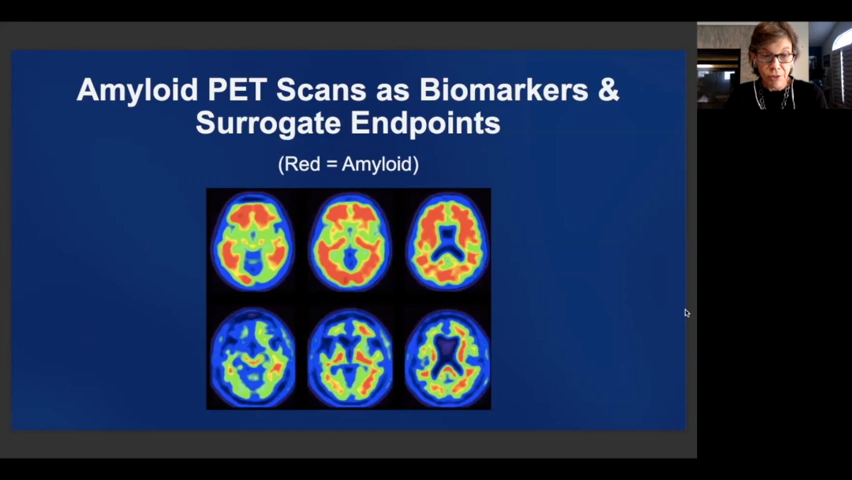 Amyloid PET Scans as Biomarkers &
Surrogate Endpoints
(Red = Amyloid)